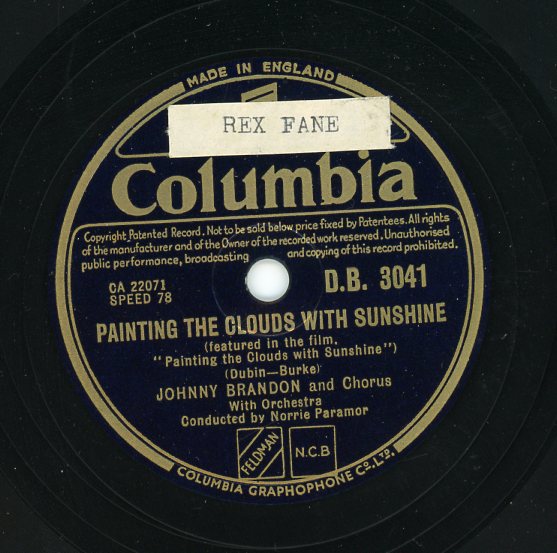 MADE IN ENGLAND
REX FANE
Columbia
Copyright Patented Record. Not to be sold below price fixed by Patentees. All rights
of the manufacturer and of the Owner of the recorded work reserved. Unauthorised
public performance, broadcasting and copying of this record prohibited.
CA 22071
SPEED 78
D.B. 3041
PAINTING THE CLOUDS WITH SUNSHINE
(featured in the film,
"Painting the Clouds with Sunshine")
(Dubin—Burke)
JOHNNY BRANDON and Chorus
With Orchestra
Conducted by Norrie Paramor
FELDMAN
N.C.B
COLUMBIA GRAPHOPHONE CO. LTD.